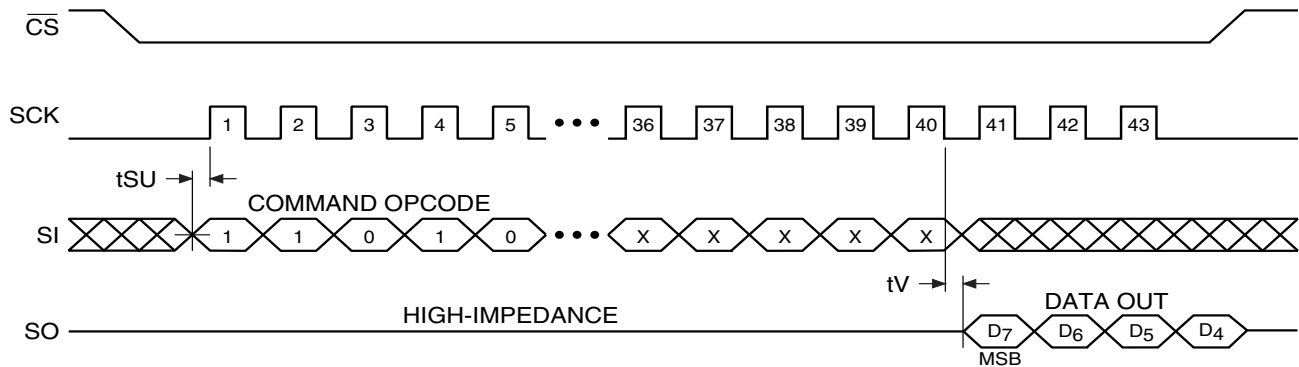 CS
SCK
1 2 3 4 5 ••• 36 37 38 39 40 41 42 43
tSU
COMMAND OPCODE
SI
1 1 0 1 0 ••• X X X X X
tV
HIGH-IMPEDANCE
DATA OUT
SO
D7 D6 D5 D4
MSB